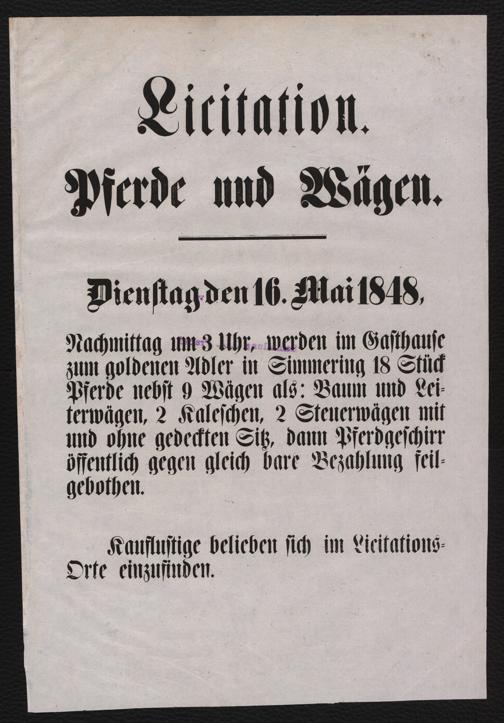 Licitation.
Pferde und Wägen.
Dienstag den 16. Mai 1848,
Nachmittag um 3 Uhr, werden im Gasthause
zum goldenen Adler in Simmering 18 Stück
Pferde nebst 9 Wägen als: Baum und Lei-
terwägen, 2 Kaleschen, 2 Steuerwägen mit
und ohne gedeckten Sitz, dann Pferdgeschirr
öffentlich gegen gleich bare Bezahlung feil-
gebothen.
Kauflustige belieben sich im Licitations-
Orte einzufinden.